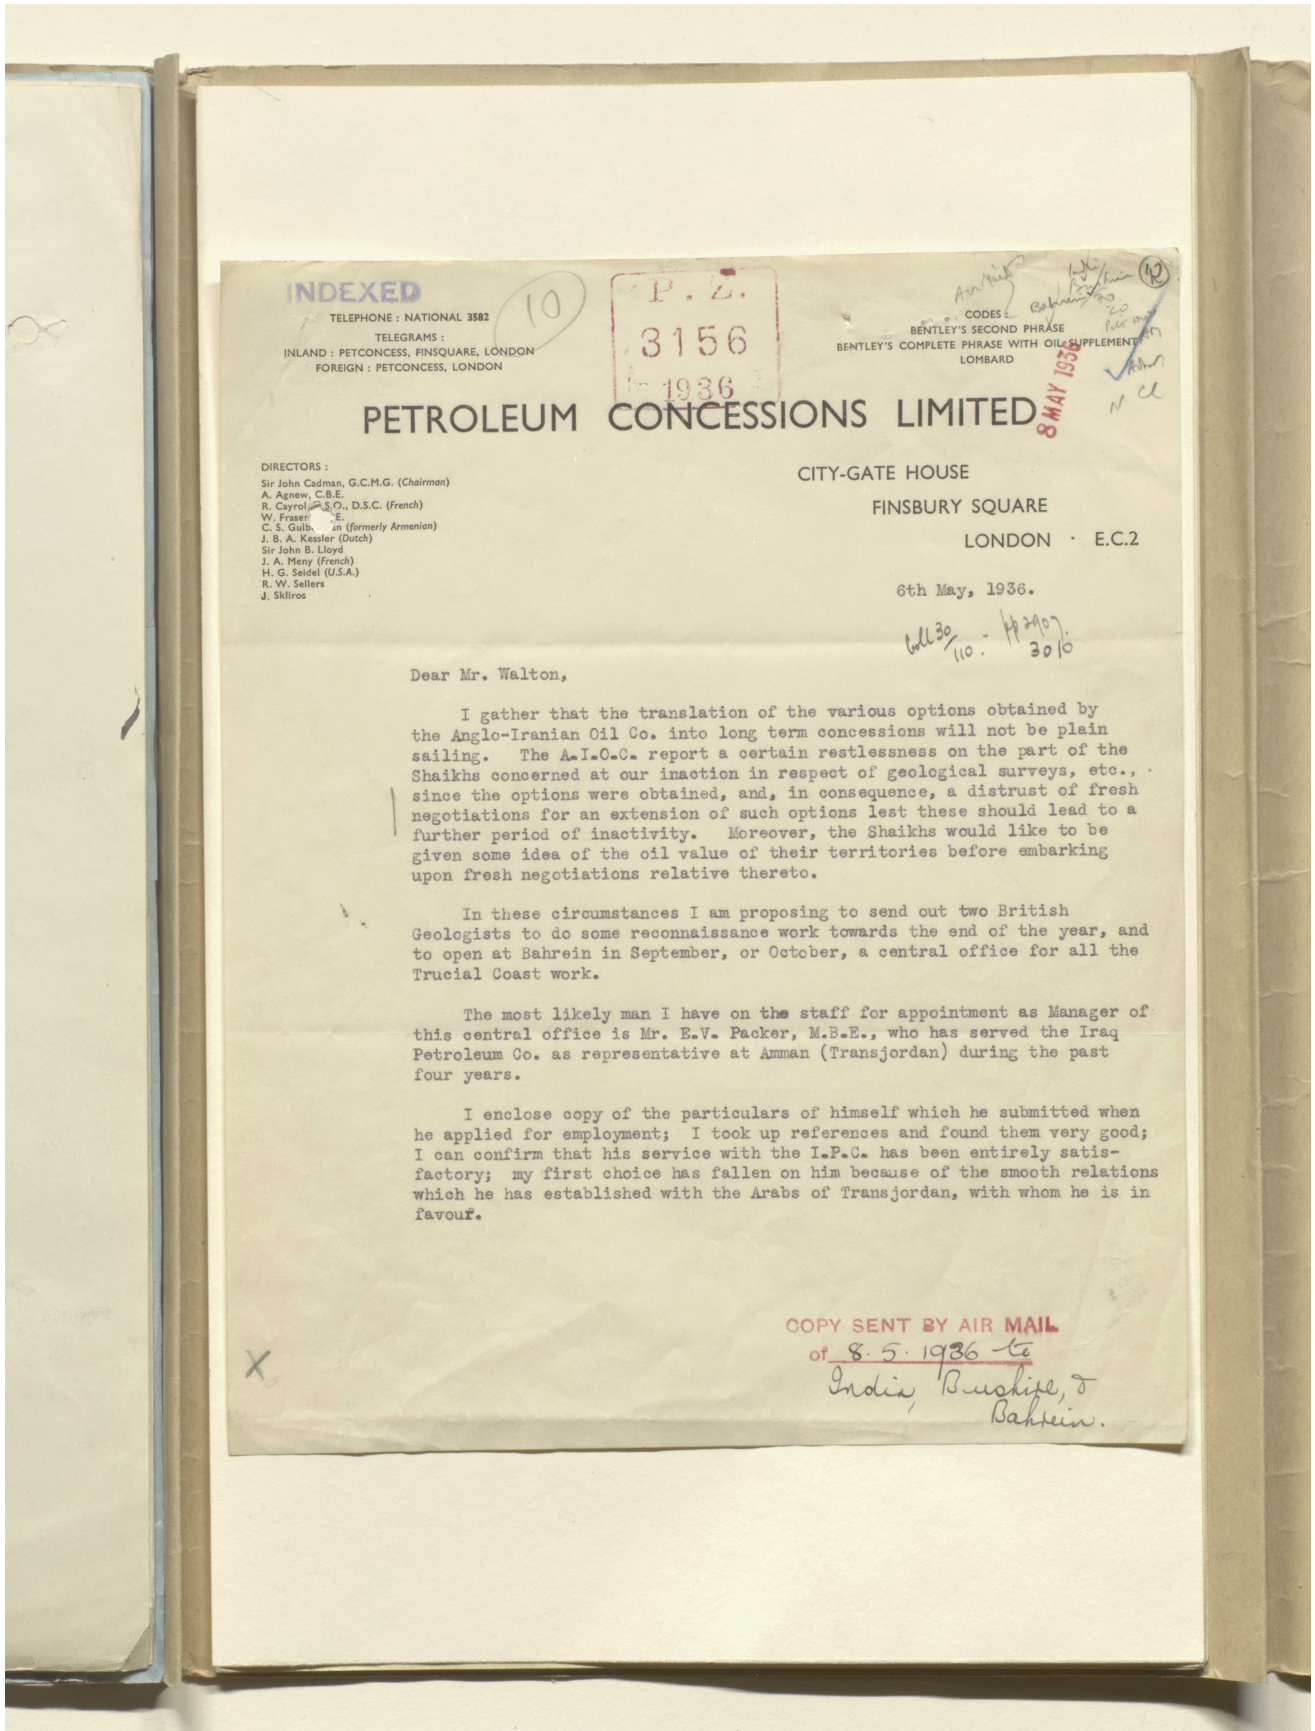 INDEXED
10
P. Z.
3156
1936
TELEPHONE : NATIONAL 3582
TELEGRAMS :
INLAND : PETCONCESS, FINSQUARE, LONDON
FOREIGN : PETCONCESS, LONDON
Air Mail
India
Bushire
Bahrein
42
CODES :
BENTLEY'S SECOND PHRASE
BENTLEY'S COMPLETE PHRASE WITH OIL SUPPLEMENT
LOMBARD
8 MAY 1936
PETROLEUM CONCESSIONS LIMITED
DIRECTORS :
Sir John Cadman, G.C.M.G. (Chairman)
A. Agnew, C.B.E.
R. Cayrol S.O., D.S.C. (French)
W. Fraser E.
C. S. Gulb an (formerly Armenian)
J. B. A. Kessler (Dutch)
Sir John B. Lloyd
J. A. Meny (French)
H. G. Seidel (U.S.A.)
R. W. Sellers
J. Skliros
CITY-GATE HOUSE
FINSBURY SQUARE
LONDON · E.C.2
6th May, 1936.
Coll 30/110. - pp 2907.
3010
Dear Mr. Walton,
I gather that the translation of the various options obtained by
the Anglo-Iranian Oil Co. into long term concessions will not be plain
sailing. The A.I.O.C. report a certain restlessness on the part of the
Shaikhs concerned at our inaction in respect of geological surveys, etc.,
since the options were obtained, and, in consequence, a distrust of fresh
negotiations for an extension of such options lest these should lead to a
further period of inactivity. Moreover, the Shaikhs would like to be
given some idea of the oil value of their territories before embarking
upon fresh negotiations relative thereto.
In these circumstances I am proposing to send out two British
Geologists to do some reconnaissance work towards the end of the year, and
to open at Bahrein in September, or October, a central office for all the
Trucial Coast work.
The most likely man I have on the staff for appointment as Manager of
this central office is Mr. E.V. Packer, M.B.E., who has served the Iraq
Petroleum Co. as representative at Amman (Transjordan) during the past
four years.
I enclose copy of the particulars of himself which he submitted when
he applied for employment; I took up references and found them very good;
I can confirm that his service with the I.P.C. has been entirely satis-
factory; my first choice has fallen on him because of the smooth relations
which he has established with the Arabs of Transjordan, with whom he is in
favour.
COPY SENT BY AIR MAIL
of 8. 5. 1936 to
India, Bushire, &
Bahrein.
X